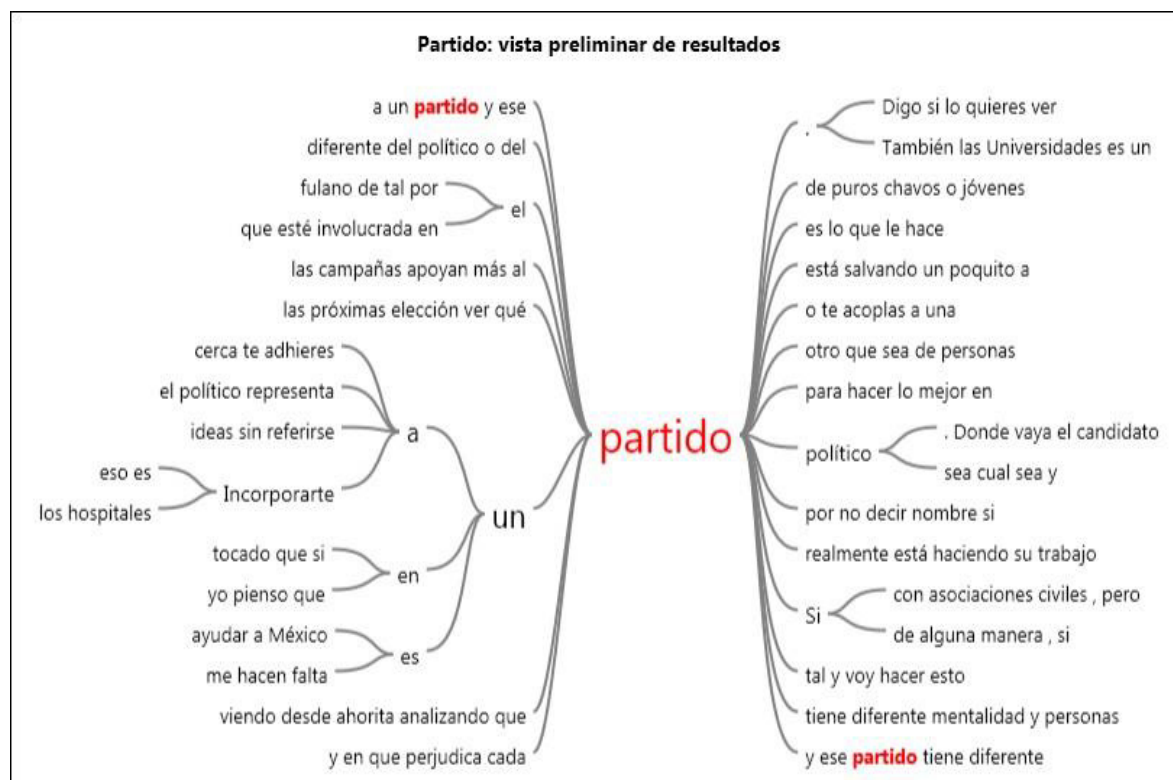 Partido: vista preliminar de resultados
a un partido y ese
diferente del político o del
fulano de tal por
que esté involucrada en
el
las campañas apoyan más al
las próximas elección ver qué
cerca te adhieres
el político representa
ideas sin referirse
a
eso es
los hospitales
Incorporarte
un
tocado que si
yo pienso que
en
ayudar a México
me hacen falta
es
viendo desde ahorita analizando que
y en que perjudica cada
partido
.
Digo si lo quieres ver
También las Universidades es un
de puros chavos o jóvenes
es lo que le hace
está salvando un poquito a
o te acoplas a una
otro que sea de personas
para hacer lo mejor en
político
. Donde vaya el candidato
sea cual sea y
por no decir nombre si
realmente está haciendo su trabajo
Si
con asociaciones civiles , pero
de alguna manera , si
tal y voy hacer esto
tiene diferente mentalidad y personas
y ese partido tiene diferente